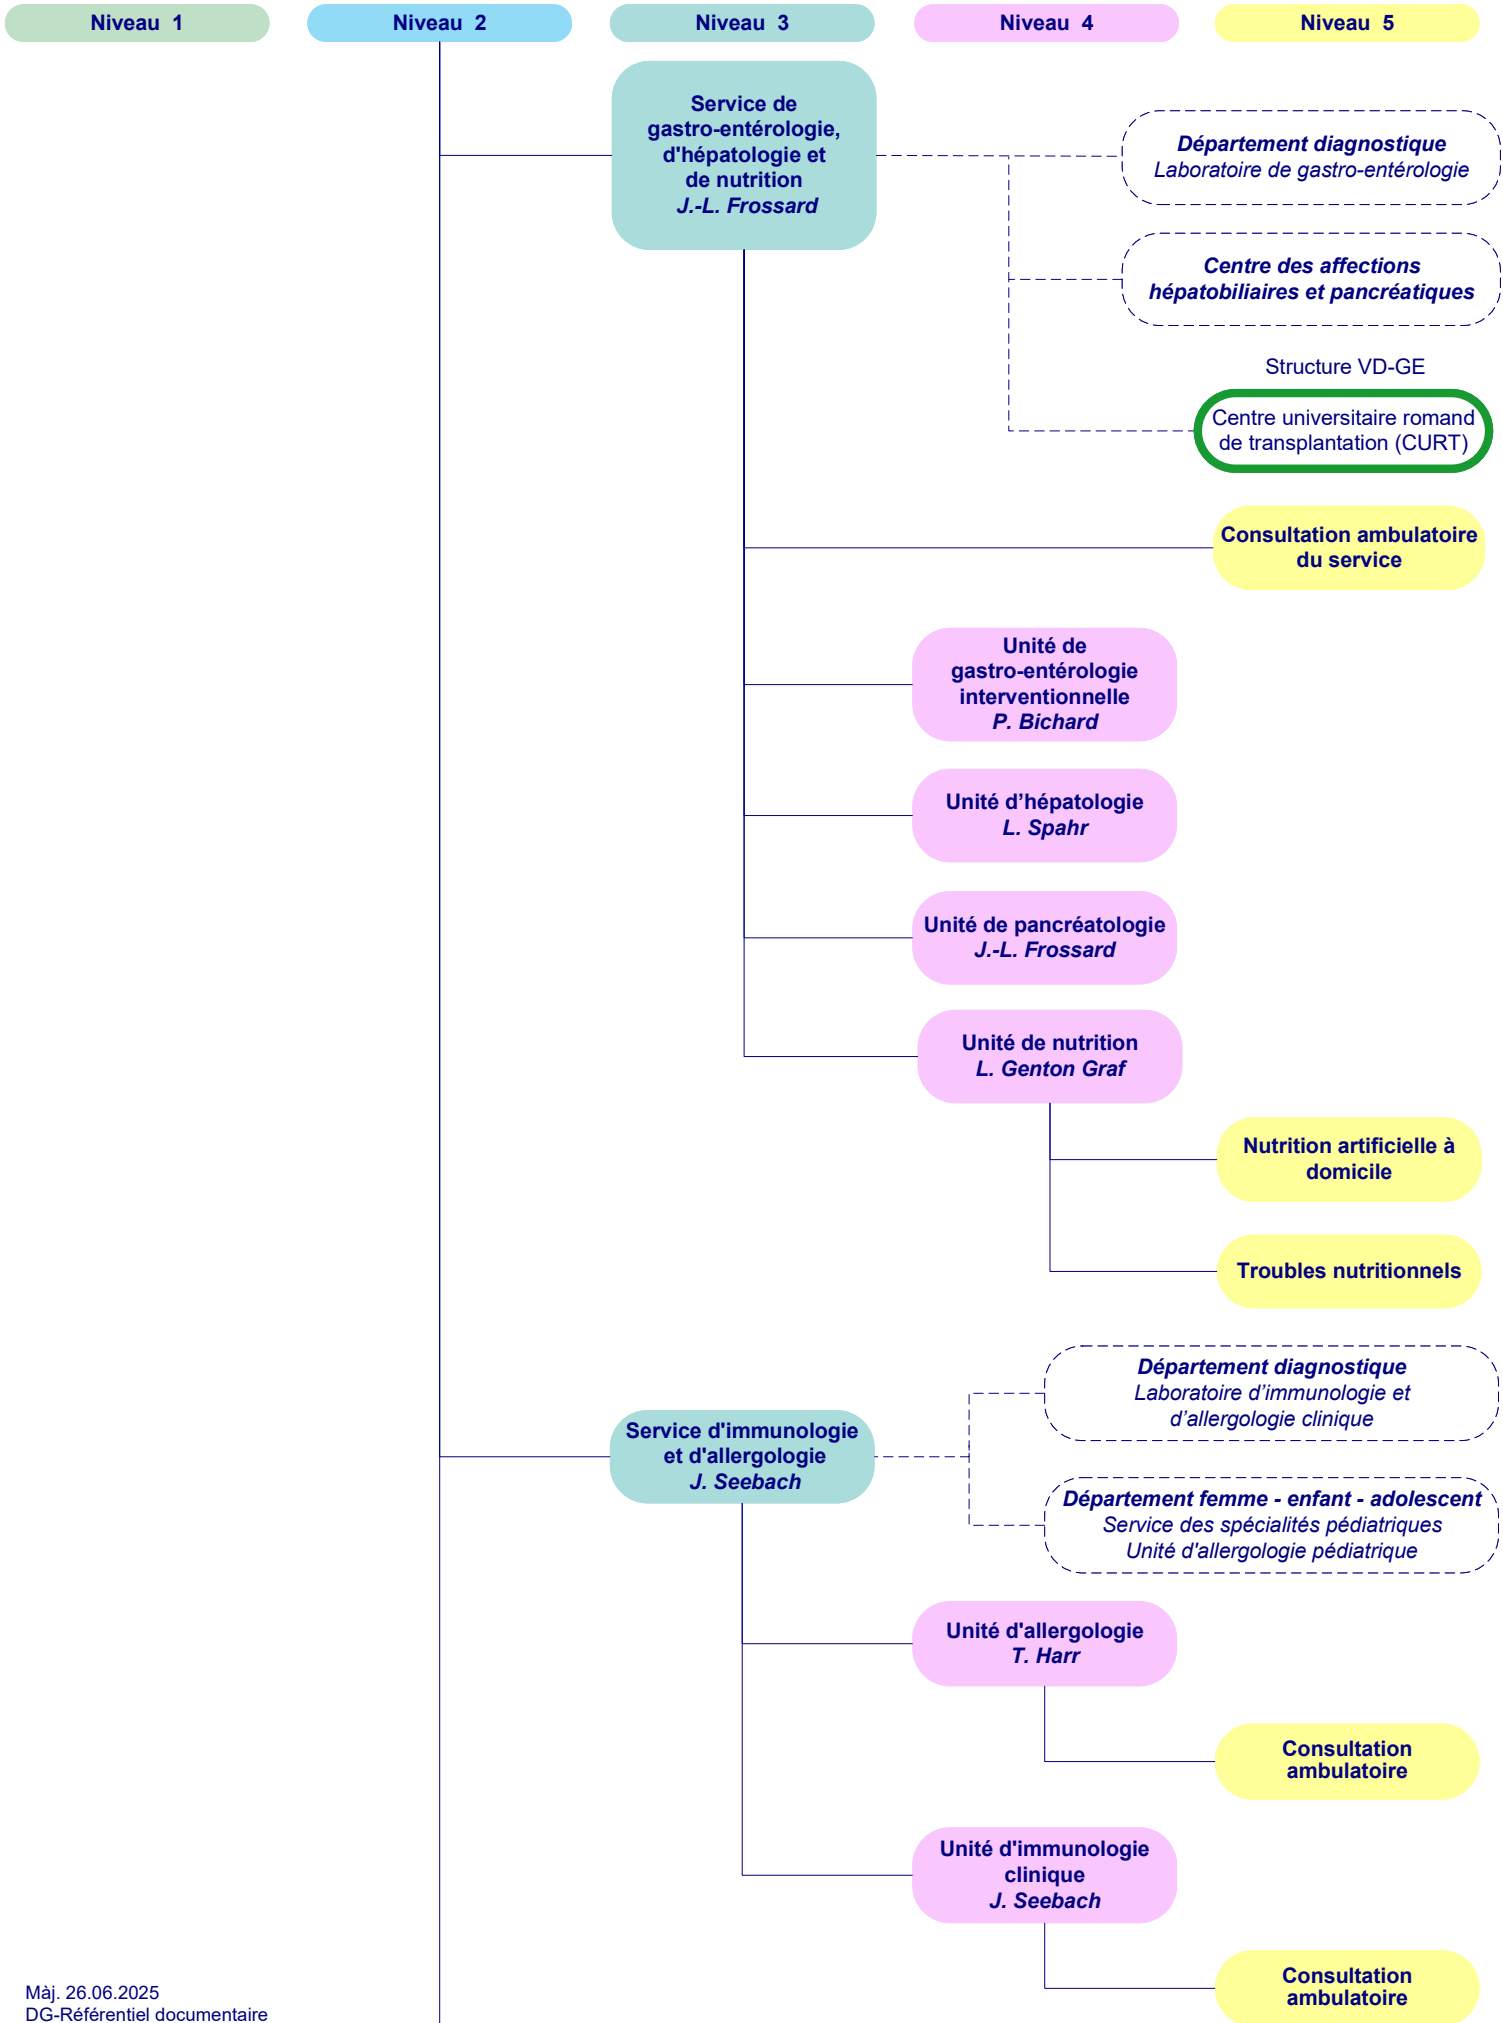 Niveau 1
Niveau 2
Niveau 3
Niveau 4
Niveau 5
Service de
gastro-entérologie,
d'hépatologie et
de nutrition
J.-L. Frossard
Département diagnostique
Laboratoire de gastro-entérologie
Centre des affections
hépatobiliaires et pancréatiques
Structure VD-GE
Centre universitaire romand
de transplantation (CURT)
Consultation ambulatoire
du service
Unité de
gastro-entérologie
interventionnelle
P. Bichard
Unité d’hépatologie
L. Spahr
Unité de pancréatologie
J.-L. Frossard
Unité de nutrition
L. Genton Graf
Nutrition artificielle à
domicile
Troubles nutritionnels
Département diagnostique
Laboratoire d’immunologie et
d’allergologie clinique
Service d'immunologie
et d'allergologie
J. Seebach
Département femme - enfant - adolescent
Service des spécialités pédiatriques
Unité d'allergologie pédiatrique
Unité d'allergologie
T. Harr
Consultation
ambulatoire
Unité d'immunologie
clinique
J. Seebach
Consultation
ambulatoire
Màj. 26.06.2025
DG-Référentiel documentaire